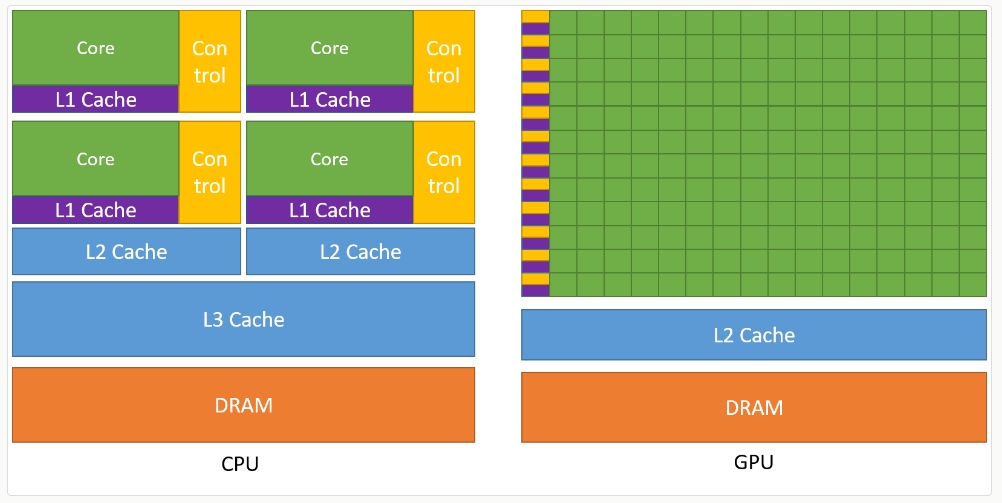 Core
Con
trol
L1 Cache
Core
Con
trol
L1 Cache
Core
Con
trol
L1 Cache
Core
Con
trol
L1 Cache
L2 Cache
L2 Cache
L3 Cache
DRAM
CPU
L2 Cache
DRAM
GPU